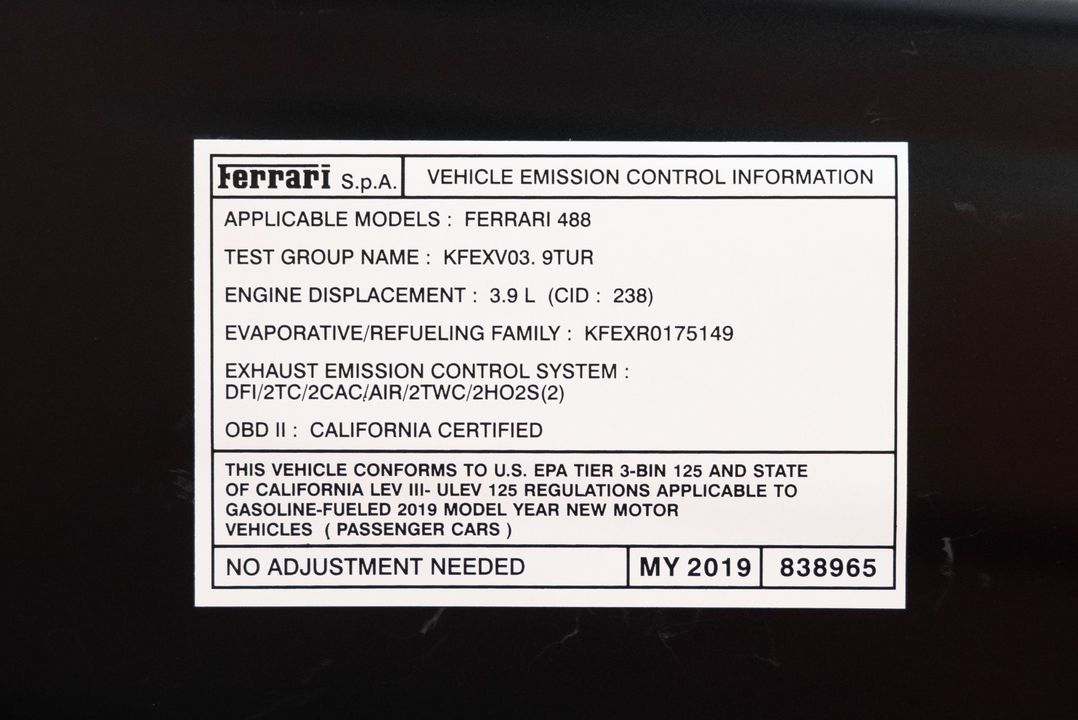 Ferrari S.p.A. VEHICLE EMISSION CONTROL INFORMATION
APPLICABLE MODELS : FERRARI 488
TEST GROUP NAME : KFEXV03. 9TUR
ENGINE DISPLACEMENT : 3.9 L (CID : 238)
EVAPORATIVE/REFUELING FAMILY : KFEXR0175149
EXHAUST EMISSION CONTROL SYSTEM :
DFI/2TC/2CAC/AIR/2TWC/2HO2S(2)
OBD II : CALIFORNIA CERTIFIED
THIS VEHICLE CONFORMS TO U.S. EPA TIER 3-BIN 125 AND STATE
OF CALIFORNIA LEV III- ULEV 125 REGULATIONS APPLICABLE TO
GASOLINE-FUELED 2019 MODEL YEAR NEW MOTOR
VEHICLES ( PASSENGER CARS )
NO ADJUSTMENT NEEDED MY 2019 838965